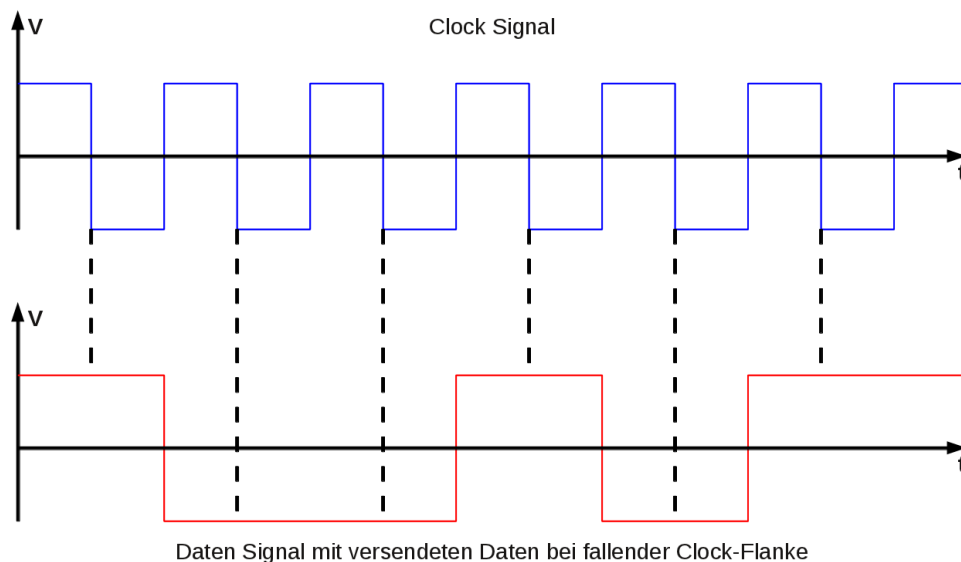 V
Clock Signal
t
V
t
Daten Signal mit versendeten Daten bei fallender Clock-Flanke